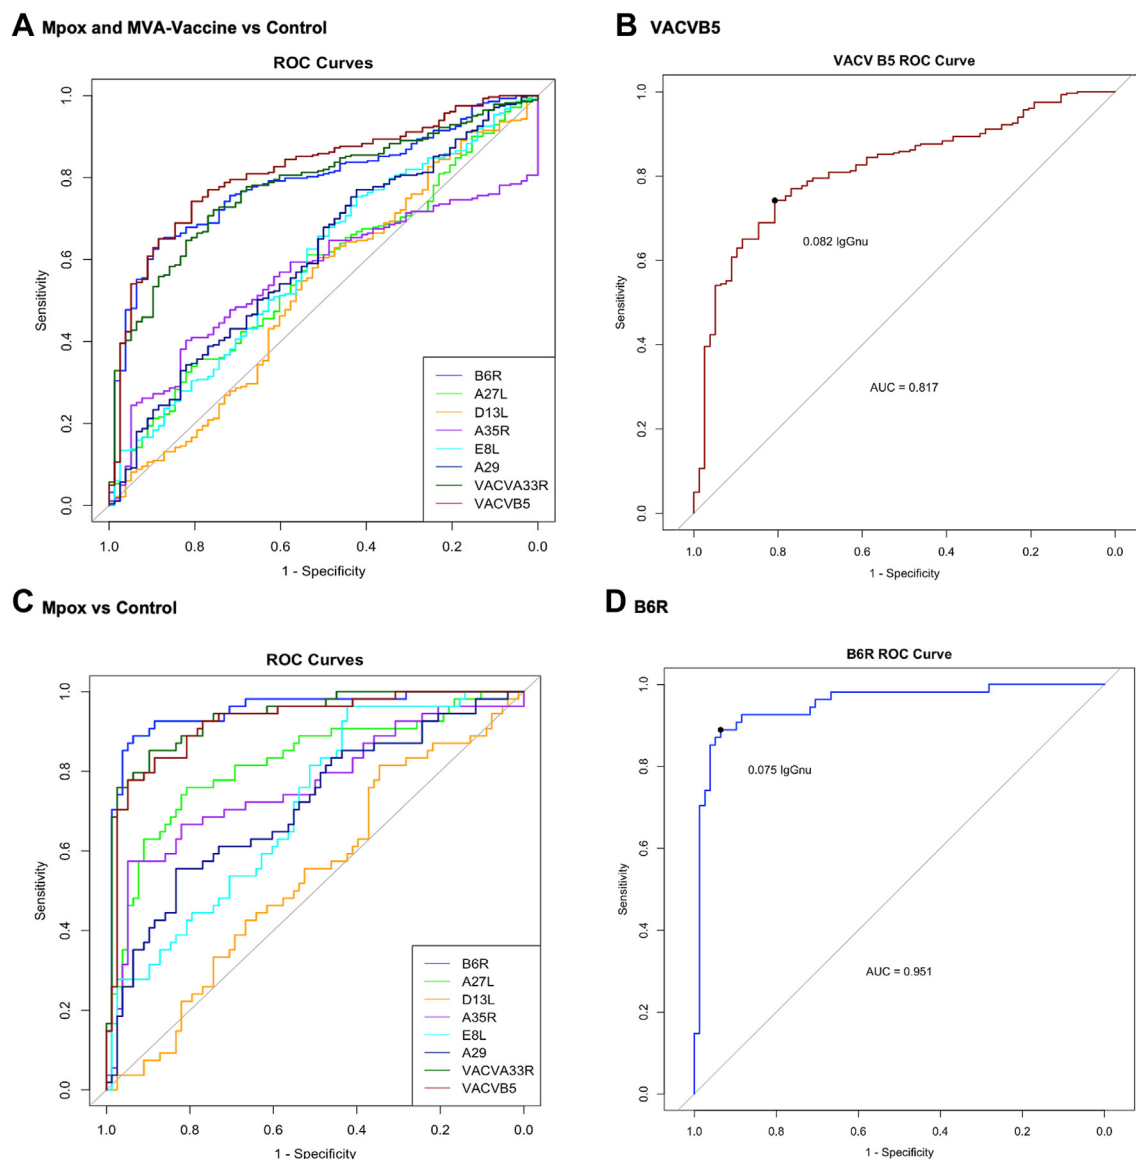 A Mpox and MVA-Vaccine vs Control
ROC Curves
1.0
0.8
0.6
0.4
0.2
0.0
Sensitivity
B6R
A27L
D13L
A35R
E8L
A29
VACVA33R
VACVB5
1.0 0.8 0.6 0.4 0.2 0.0
1 - Specificity
B VACVB5
VACV B5 ROC Curve
1.0
0.8
0.6
0.4
0.2
0.0
Sensitivity
0.082 IgGnu
AUC = 0.817
1.0 0.8 0.6 0.4 0.2 0.0
1 - Specificity
C Mpox vs Control
ROC Curves
1.0
0.8
0.6
0.4
0.2
0.0
Sensitivity
B6R
A27L
D13L
A35R
E8L
A29
VACVA33R
VACVB5
1.0 0.8 0.6 0.4 0.2 0.0
1 - Specificity
D B6R
B6R ROC Curve
1.0
0.8
0.6
0.4
0.2
0.0
Sensitivity
0.075 IgGnu
AUC = 0.951
1.0 0.8 0.6 0.4 0.2 0.0
1 - Specificity